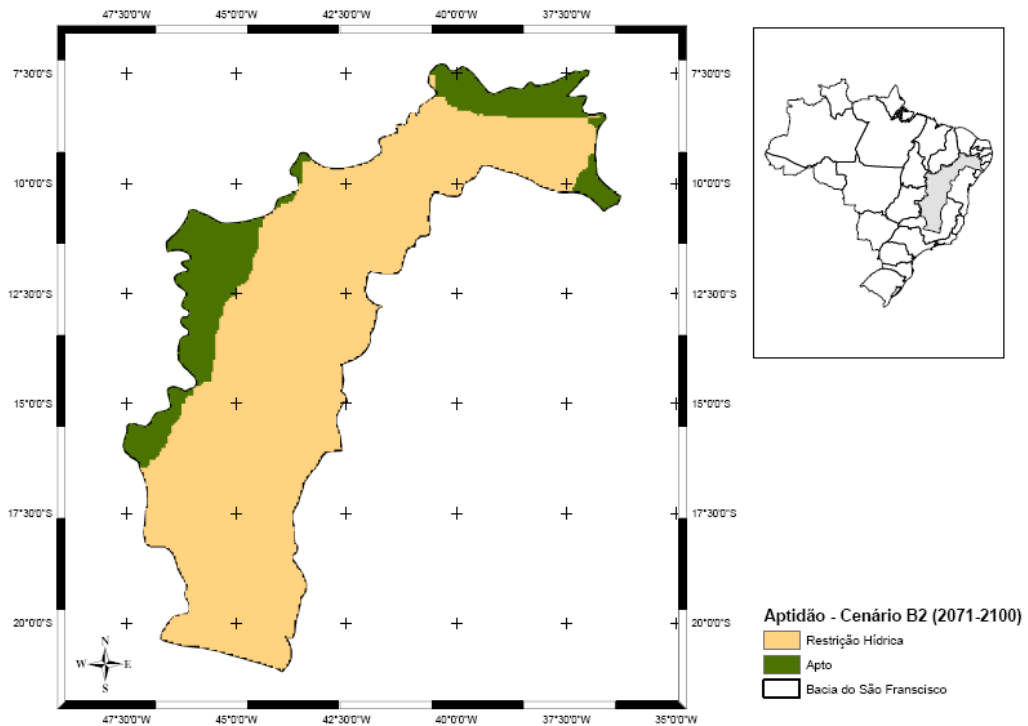 47°30'0"W 45°0'0"W 42°30'0"W 40°0'0"W 37°30'0"W
7°30'0"S 7°30'0"S
10°0'0"S 10°0'0"S
12°30'0"S 12°30'0"S
15°0'0"S 15°0'0"S
17°30'0"S 17°30'0"S
20°0'0"S 20°0'0"S
N
W E
S
47°30'0"W 45°0'0"W 42°30'0"W 40°0'0"W 37°30'0"W 35°0'0"W
Aptidão - Cenário B2 (2071-2100)
Restrição Hídrica
Apto
Bacia do São Franscisco